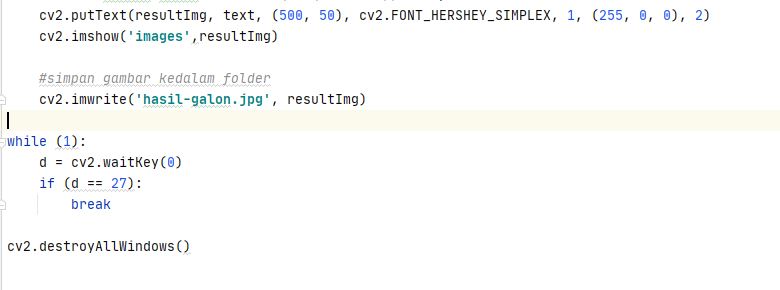 cv2.putText(resultImg, text, (500, 50), cv2.FONT_HERSHEY_SIMPLEX, 1, (255, 0, 0), 2)
cv2.imshow('images',resultImg)
#simpan gambar kedalam folder
cv2.imwrite('hasil-galon.jpg', resultImg)
while (1):
d = cv2.waitKey(0)
if (d == 27):
break
cv2.destroyAllWindows()